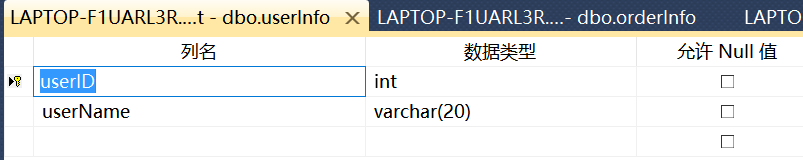 LAPTOP-F1UARL3R....t - dbo.userInfo LAPTOP-F1UARL3R....- dbo.orderInfo LAPTO
列名 数据类型 允许 Null 值
userID int
userName varchar(20)